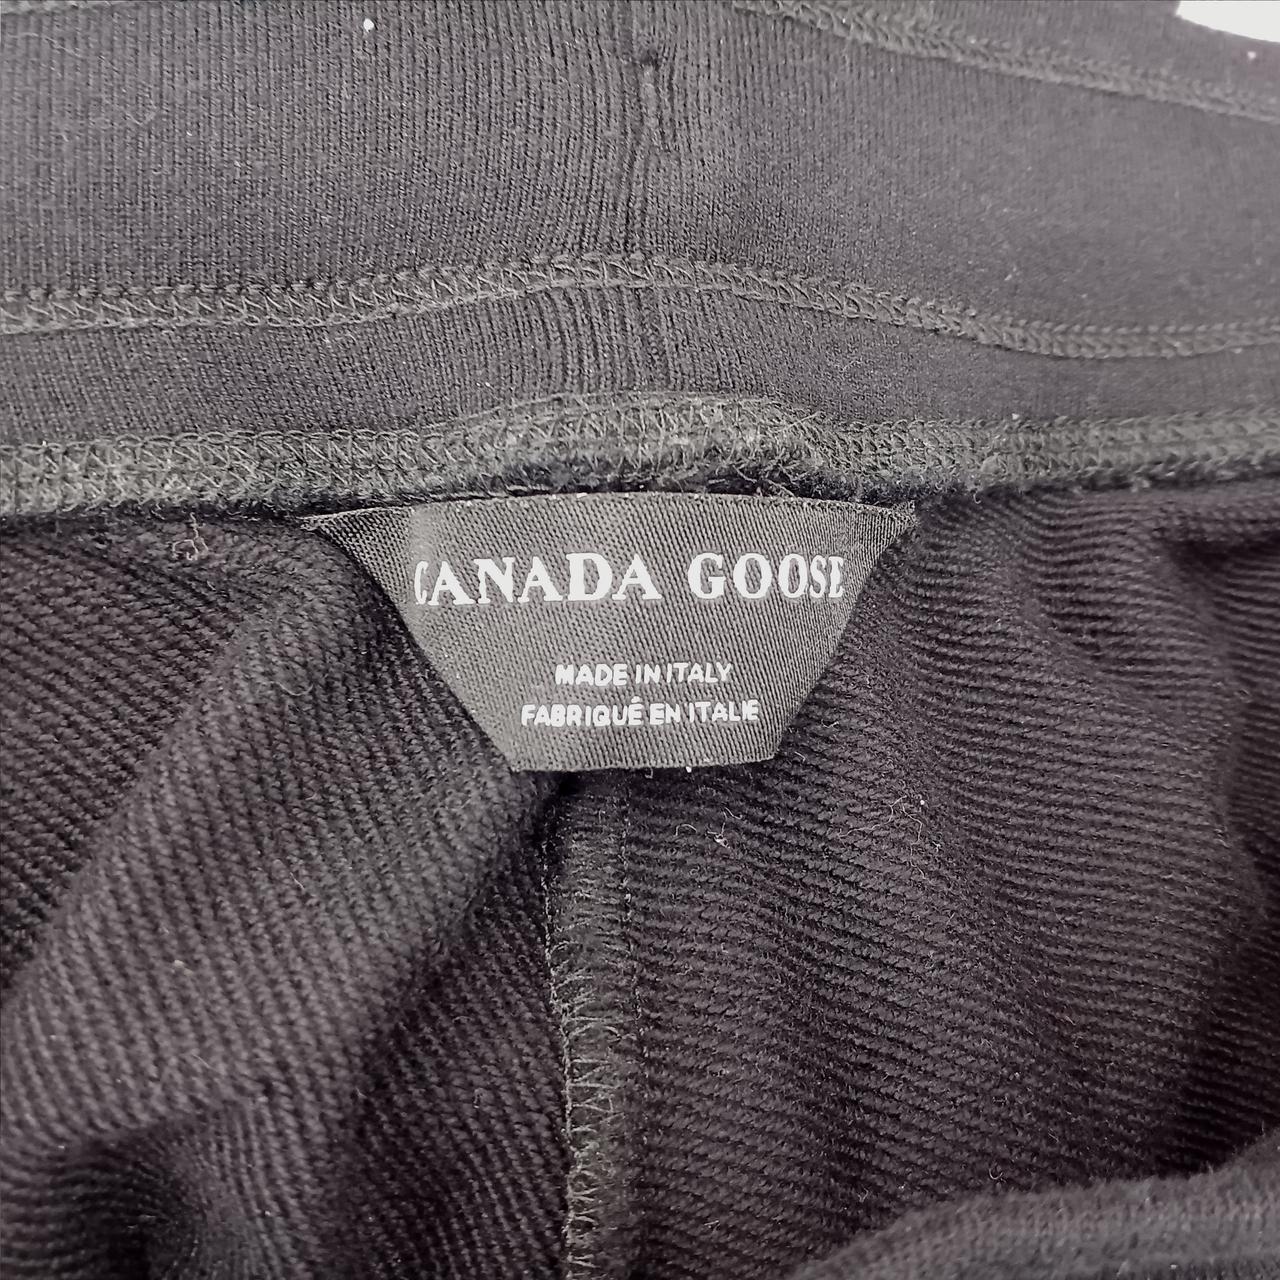 CANADA GOOSE
MADE IN ITALY
FABRIQUÉ EN ITALIE